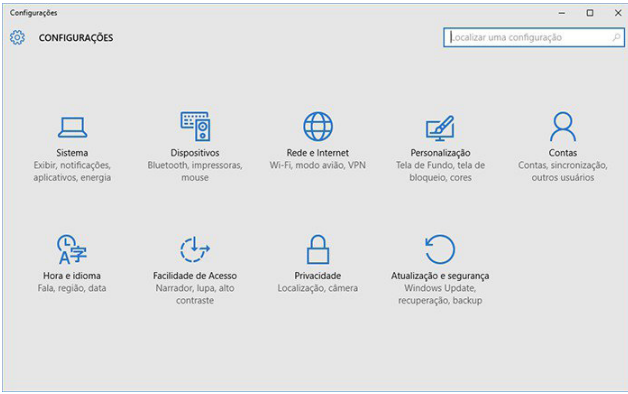 Configurações
CONFIGURAÇÕES
Localizar uma configuração
Sistema
Exibir, notificações,
aplicativos, energia
Dispositivos
Bluetooth, impressoras,
mouse
Rede e Internet
Wi-Fi, modo avião, VPN
Personalização
Tela de Fundo, tela de
bloqueio, cores
Contas
Contas, sincronização,
outros usuários
Hora e idioma
Fala, região, data
Facilidade de Acesso
Narrador, lupa, alto
contraste
Privacidade
Localização, câmera
Atualização e segurança
Windows Update,
recuperação, backup